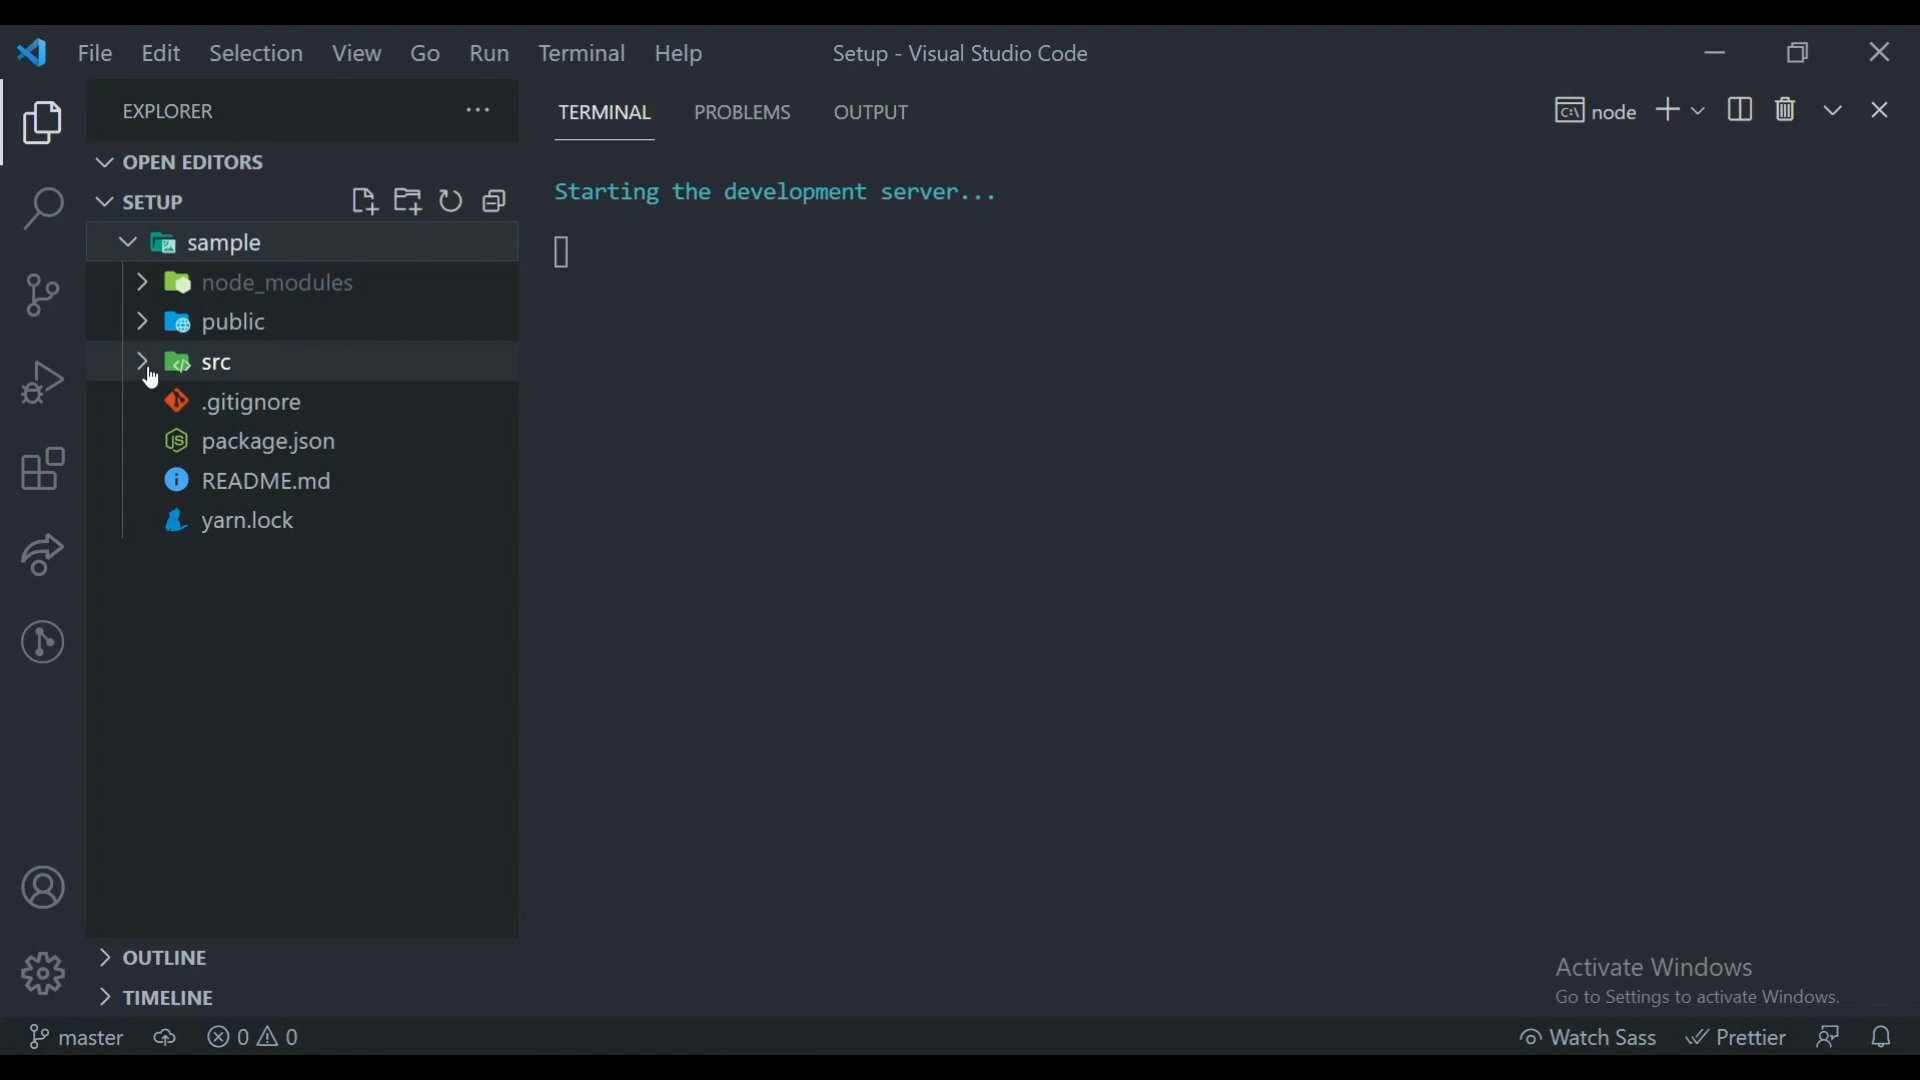 File Edit Selection View Go Run Terminal Help Setup - Visual Studio Code
EXPLORER
TERMINAL PROBLEMS OUTPUT
node
OPEN EDITORS
SETUP
sample
node_modules
public
src
.gitignore
package.json
README.md
yarn.lock
Starting the development server...
OUTLINE
TIMELINE
Activate Windows
Go to Settings to activate Windows.
master 0 0 Watch Sass Prettier